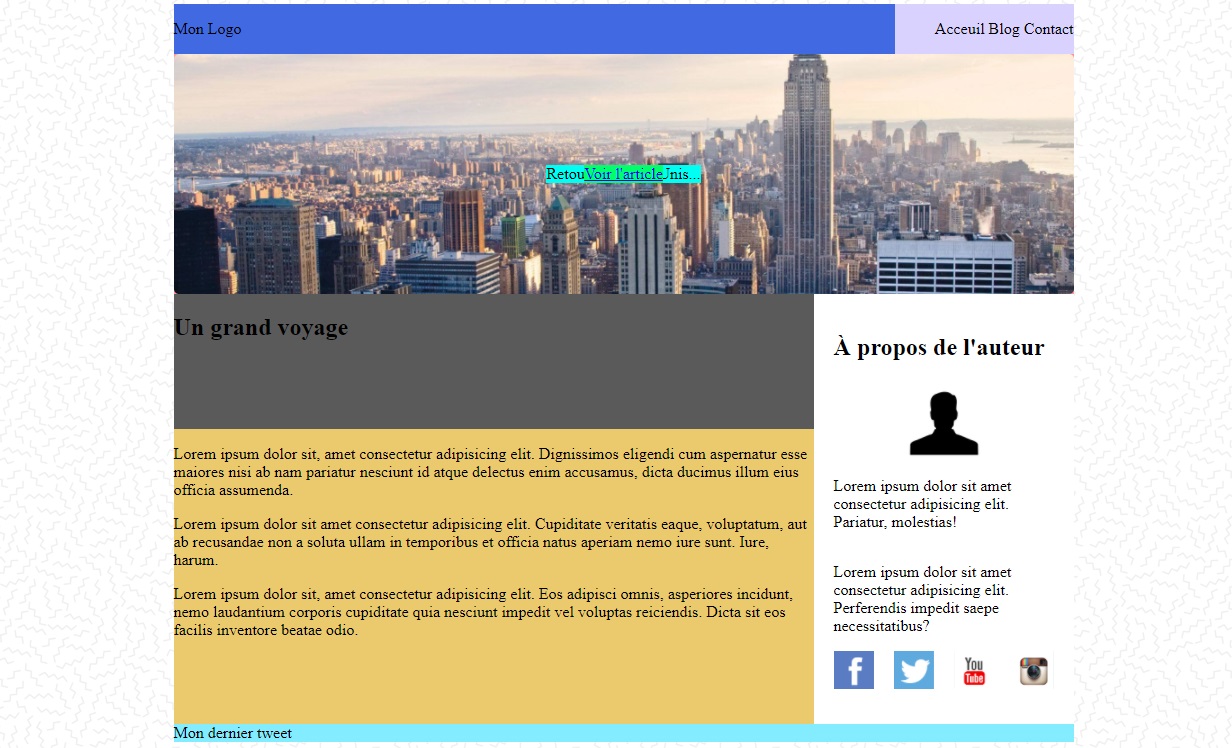 Mon Logo
Acceuil Blog Contact
RetouVoir l'articleJnis...
Un grand voyage
Lorem ipsum dolor sit, amet consectetur adipisicing elit. Dignissimos eligendi cum aspernatur esse
maiores nisi ab nam pariatur nesciunt id atque delectus enim accusamus, dicta ducimus illum eius
officia assumenda.
Lorem ipsum dolor sit amet consectetur adipisicing elit. Cupiditate veritatis eaque, voluptatum, aut
ab recusandae non a soluta ullam in temporibus et officia natus aperiam nemo iure sunt. Iure,
harum.
Lorem ipsum dolor sit, amet consectetur adipisicing elit. Eos adipisci omnis, asperiores incidunt,
nemo laudantium corporis cupiditate quia nesciunt impedit vel voluptas reiciendis. Dicta sit eos
facilis inventore beatae odio.
À propos de l'auteur
Lorem ipsum dolor sit amet
consectetur adipisicing elit.
Pariatur, molestias!
Lorem ipsum dolor sit amet
consectetur adipisicing elit.
Perferendis impedit saepe
necessitatibus?
f
You
Tube
Mon dernier tweet